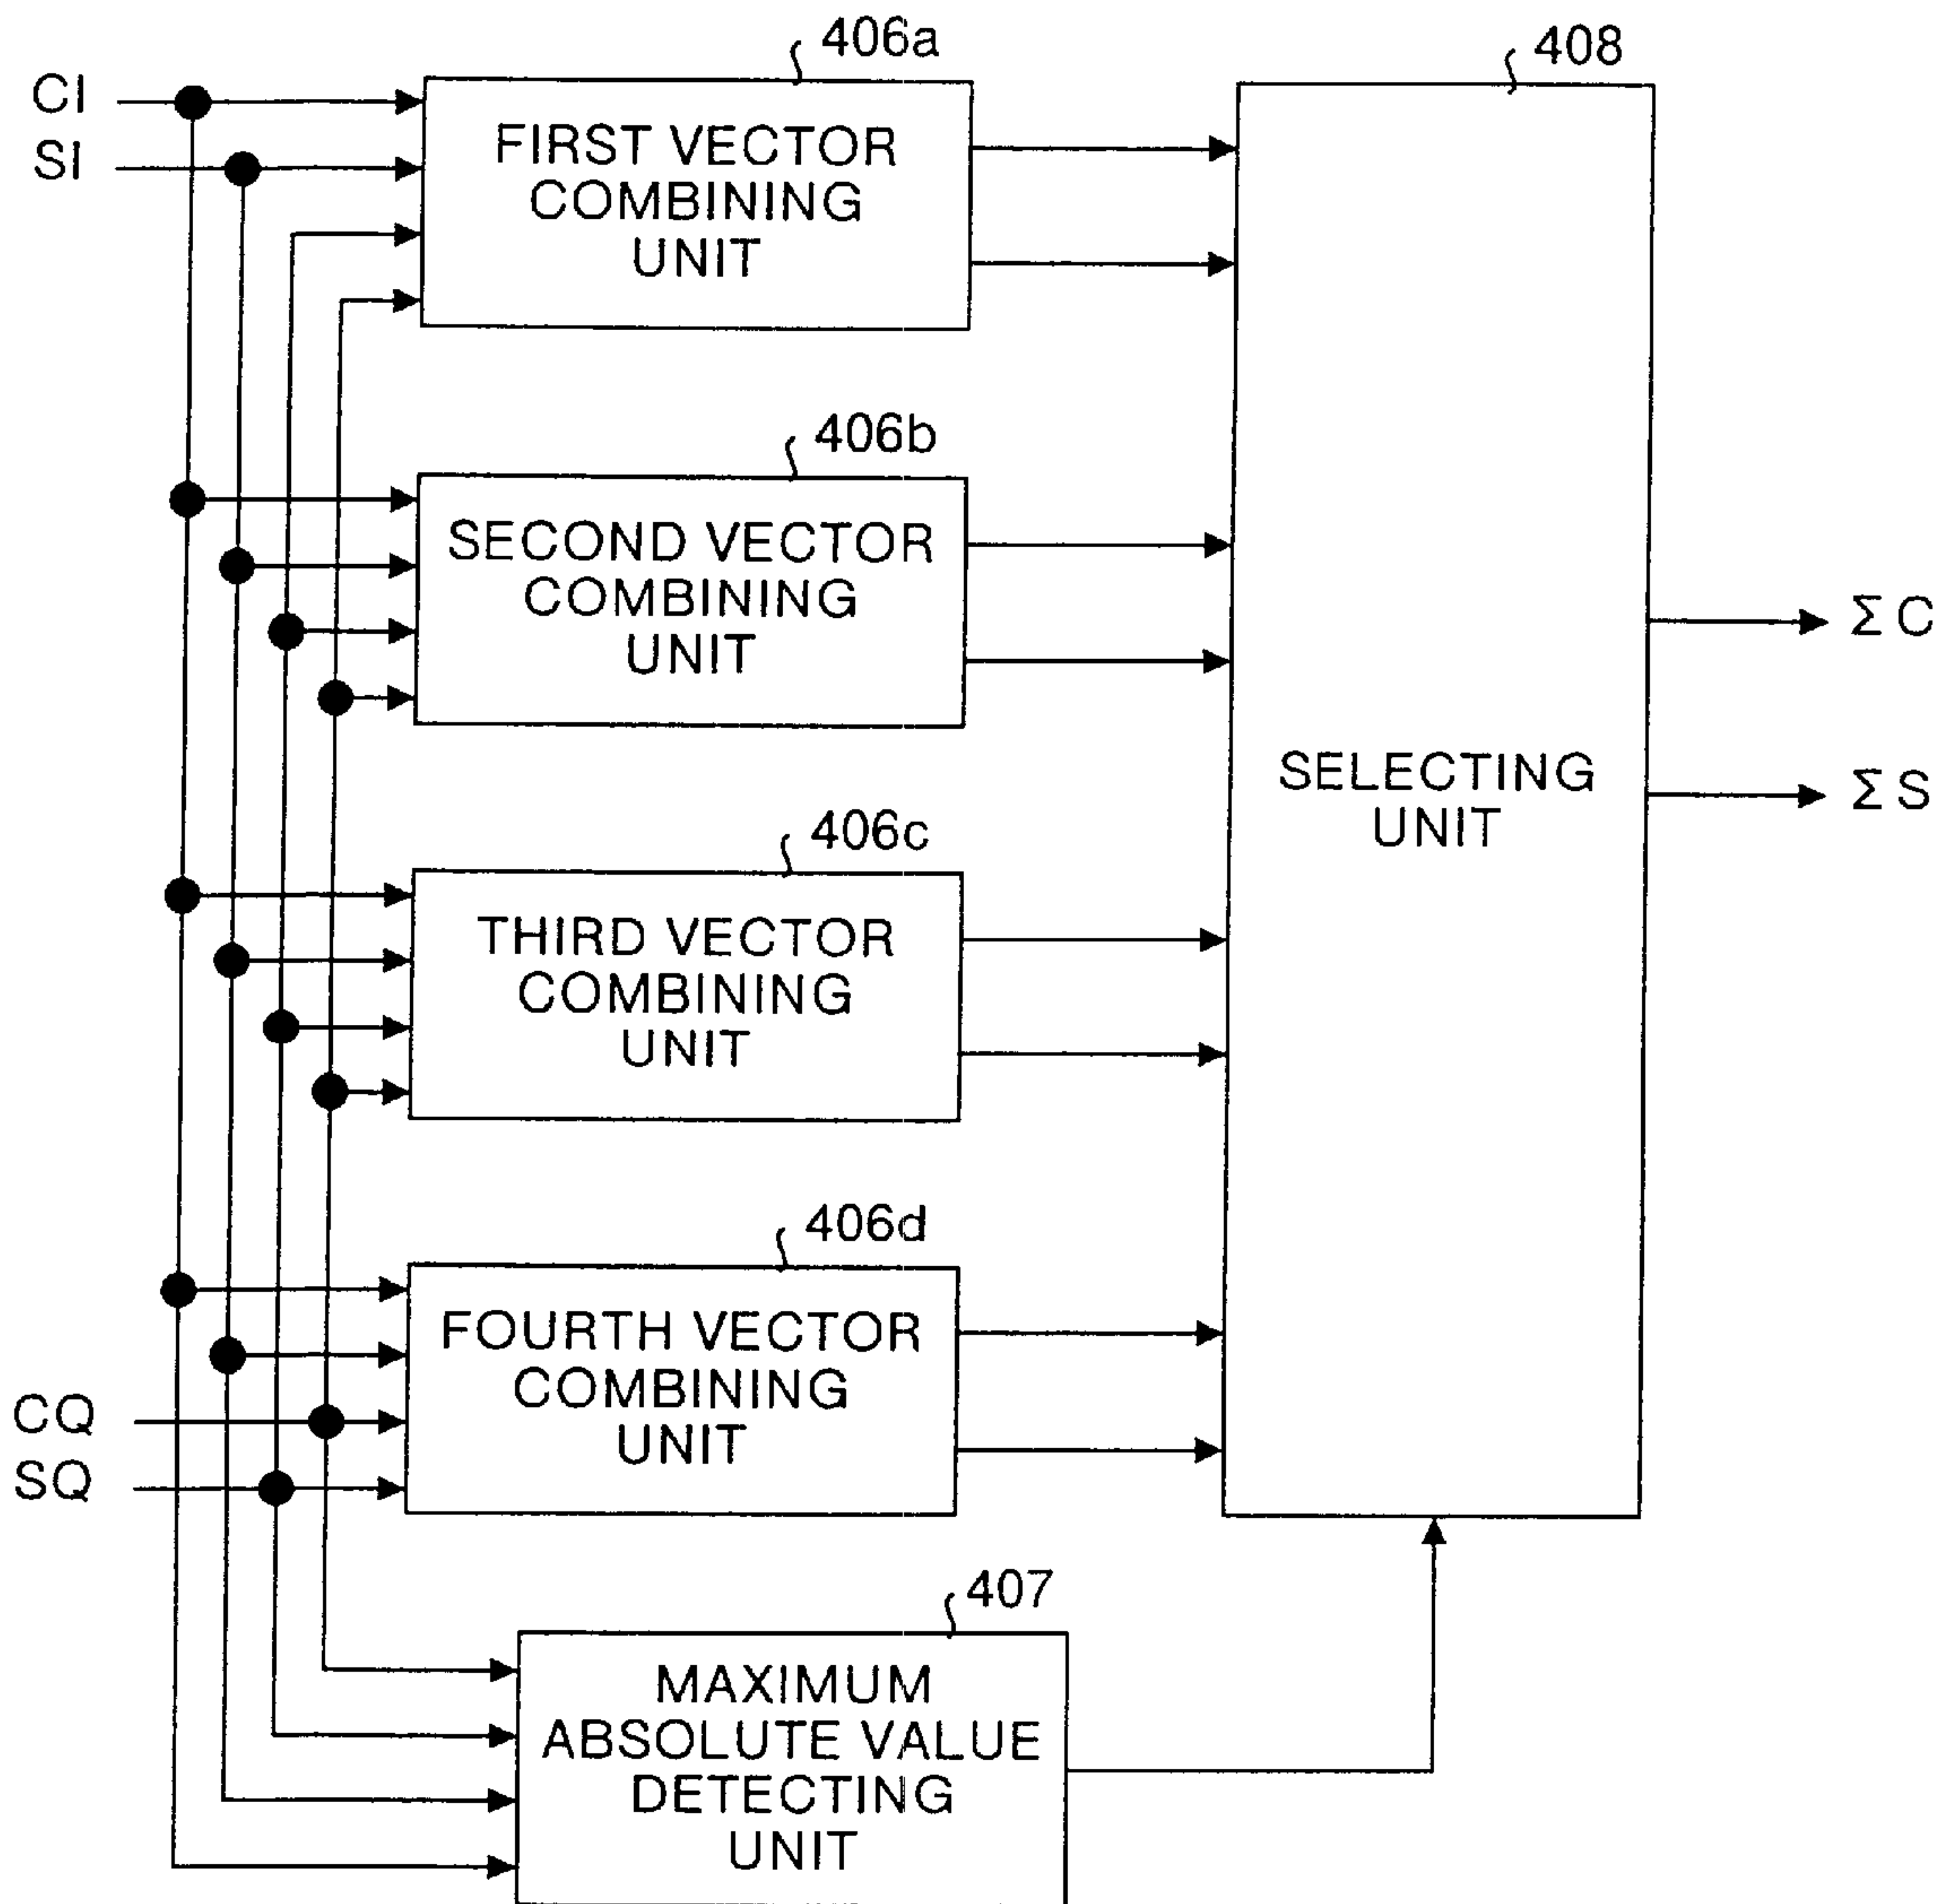 406a
408
CI
SI
FIRST VECTOR
COMBINING
UNIT
406b
SECOND VECTOR
COMBINING
UNIT
ΣC
SELECTING
UNIT
ΣS
406c
THIRD VECTOR
COMBINING
UNIT
406d
FOURTH VECTOR
COMBINING
UNIT
CQ
SQ
407
MAXIMUM
ABSOLUTE VALUE
DETECTING
UNIT